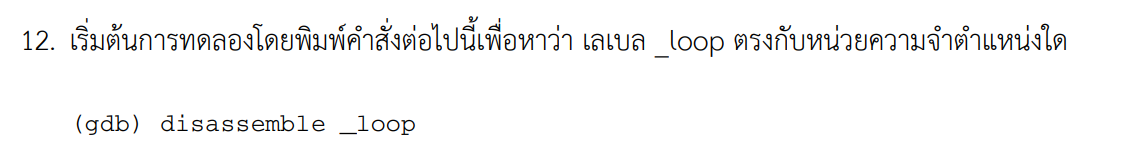 12. เริ่มต้นการทดลองโดยพิมพ์คำสั่งต่อไปนี้เพื่อหาว่า เลเบล _loop ตรงกับหน่วยความจำตำแหน่งใด
(gdb) disassemble _loop